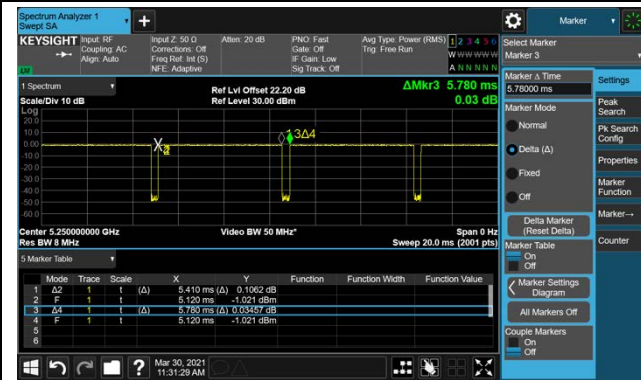 Spectrum Analyzer 1
Swept SA
Marker
KEYSIGHT Input: RF
Coupling: AC
Align: Auto
Input Z: 50 Ω
Corrections: Off
Freq Ref: Int (S)
NFE: Adaptive
Atten: 20 dB
PNO: Fast
Gate: Off
IF Gain: Low
Sig Track: Off
Avg Type: Power (RMS)
Trig: Free Run
1 2 3 4 5 6
W W W W W W
A N N N N N
Select Marker
Marker 3
LXI
1 Spectrum
Scale/Div 10 dB
Log
Ref Lvl Offset 22.20 dB
Ref Level 30.00 dBm
ΔMkr3 5.780 ms
0.03 dB
20.0
10.0
0.00
-10.0
-20.0
-30.0
-40.0
-50.0
-60.0
3Δ4
Center 5.250000000 GHz
Res BW 8 MHz
Video BW 50 MHz*
Span 0 Hz
Sweep 20.0 ms (2001 pts)
5 Marker Table
Mode Trace Scale X Y Function Function Width Function Value
1 Δ2 1 t (Δ) 5.410 ms (Δ) 0.1062 dB
2 F 1 t 5.120 ms -1.021 dBm
3 Δ4 1 t (Δ) 5.780 ms (Δ) 0.03457 dB
4 F 1 t 5.120 ms -1.021 dBm
5
6
Marker Δ Time
5.78000 ms
Marker Mode
Normal
Delta (Δ)
Fixed
Off
Delta Marker
(Reset Delta)
Marker Table
On
Off
Marker Settings
Diagram
All Markers Off
Couple Markers
On
Off
Settings
Peak
Search
Pk Search
Config
Properties
Marker
Function
Marker→
Counter
Mar 30, 2021
11:31:29 AM